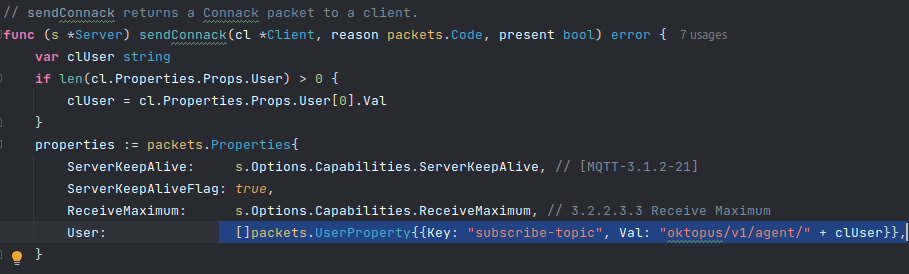 // sendConnack returns a Connack packet to a client.
func (s *Server) sendConnack(cl *Client, reason packets.Code, present bool) error {  7 usages
    var clUser string
    if len(cl.Properties.Props.User) > 0 {
        clUser = cl.Properties.Props.User[0].Val
    }
    properties := packets.Properties{
        ServerKeepAlive:     s.Options.Capabilities.ServerKeepAlive, // [MQTT-3.1.2-21]
        ServerKeepAliveFlag: true,
        ReceiveMaximum:      s.Options.Capabilities.ReceiveMaximum, // 3.2.2.3.3 Receive Maximum
        User:                []packets.UserProperty{{Key: "subscribe-topic", Val: "oktopus/v1/agent/" + clUser}},
    }